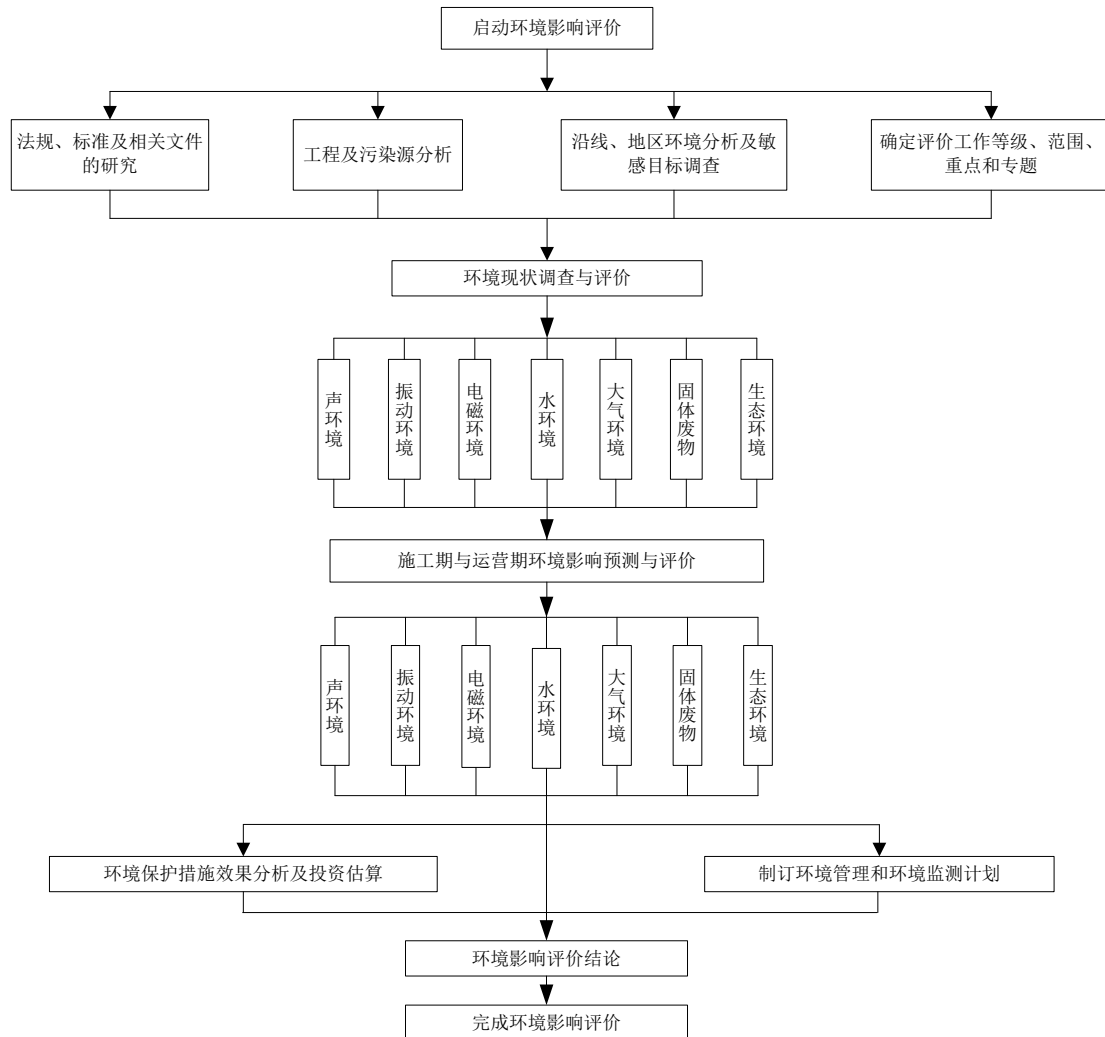 启动环境影响评价
法规、标准及相关文件
的研究
工程及污染源分析
沿线、地区环境分析及敏
感目标调查
确定评价工作等级、范围、
重点和专题
环境现状调查与评价
声环境
振动环境
电磁环境
水环境
大气环境
固体废物
生态环境
施工期与运营期环境影响预测与评价
声环境
振动环境
电磁环境
水环境
大气环境
固体废物
生态环境
环境保护措施效果分析及投资估算
制订环境管理和环境监测计划
环境影响评价结论
完成环境影响评价